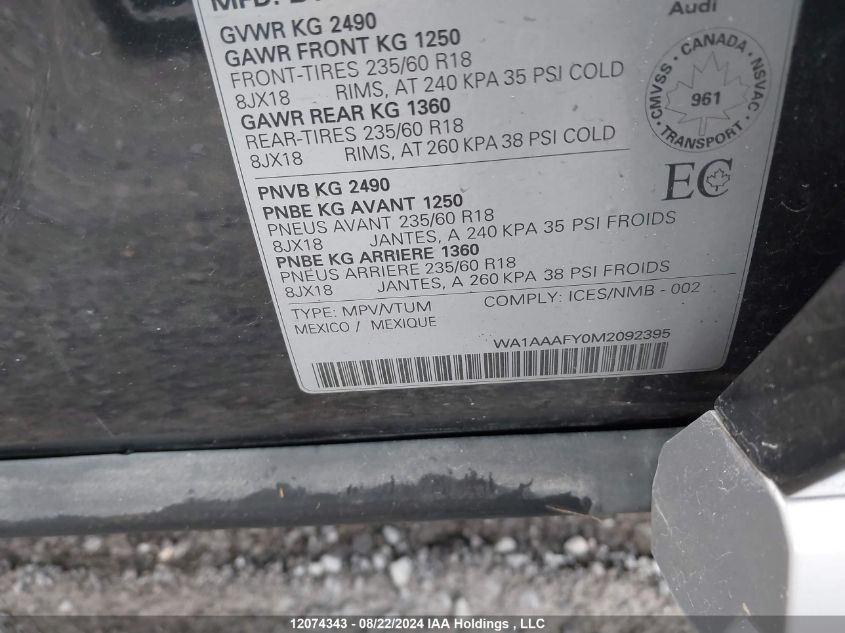 MFD. B
Audi
GVWR KG 2490
GAWR FRONT KG 1250
FRONT-TIRES 235/60 R18
8JX18 RIMS, AT 240 KPA 35 PSI COLD
GAWR REAR KG 1360
REAR-TIRES 235/60 R18
8JX18 RIMS, AT 260 KPA 38 PSI COLD
CMVSS • CANADA • NSVAC • TRANSPORT •
961
EC
PNVB KG 2490
PNBE KG AVANT 1250
PNEUS AVANT 235/60 R18
8JX18 JANTES, A 240 KPA 35 PSI FROIDS
PNBE KG ARRIERE 1360
PNEUS ARRIERE 235/60 R18
8JX18 JANTES, A 260 KPA 38 PSI FROIDS
TYPE: MPV/VTUM COMPLY: ICES/NMB - 002
MEXICO / MEXIQUE
WA1AAAFY0M2092395
12074343 - 08/22/2024 IAA Holdings , LLC